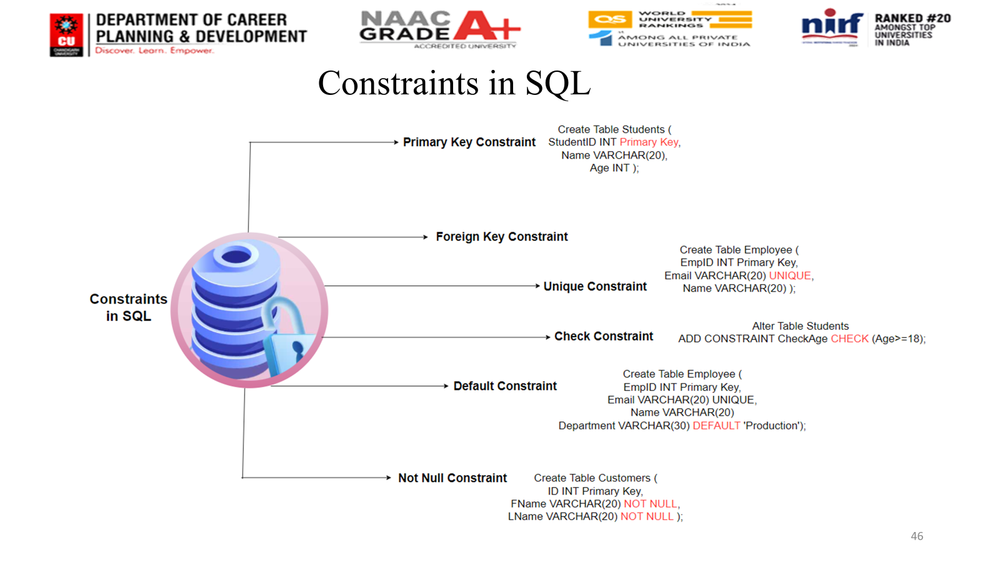 DEPARTMENT OF CAREER
PLANNING & DEVELOPMENT
Discover. Learn. Empower.
CU
CHANDIGARH
UNIVERSITY
NAAC
GRADE A+
ACCREDITED UNIVERSITY
QS WORLD
UNIVERSITY
RANKINGS
1st AMONG ALL PRIVATE
UNIVERSITIES OF INDIA
nirf
RANKED #20
AMONGST TOP
UNIVERSITIES
IN INDIA
Constraints in SQL
Primary Key Constraint
Create Table Students (
StudentID INT Primary Key,
Name VARCHAR(20),
Age INT );
Foreign Key Constraint
Unique Constraint
Create Table Employee (
EmpID INT Primary Key,
Email VARCHAR(20) UNIQUE,
Name VARCHAR(20) );
Constraints
in SQL
Check Constraint
Alter Table Students
ADD CONSTRAINT CheckAge CHECK (Age>=18);
Default Constraint
Create Table Employee (
EmpID INT Primary Key,
Email VARCHAR(20) UNIQUE,
Name VARCHAR(20)
Department VARCHAR(30) DEFAULT 'Production');
Not Null Constraint
Create Table Customers (
ID INT Primary Key,
FName VARCHAR(20) NOT NULL,
LName VARCHAR(20) NOT NULL );
46